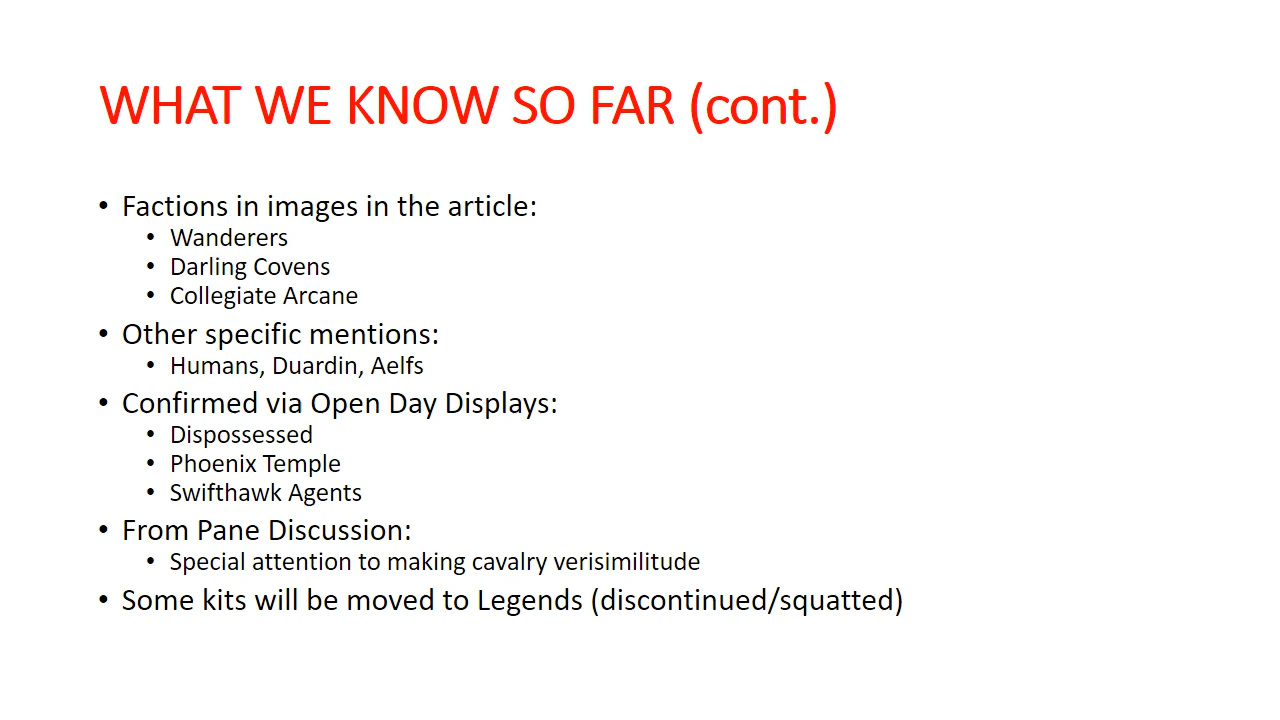 WHAT WE KNOW SO FAR (cont.)
• Factions in images in the article:
• Wanderers
• Darling Covens
• Collegiate Arcane
• Other specific mentions:
• Humans, Duardin, Aelfs
• Confirmed via Open Day Displays:
• Dispossessed
• Phoenix Temple
• Swifthawk Agents
• From Pane Discussion:
• Special attention to making cavalry verisimilitude
• Some kits will be moved to Legends (discontinued/squatted)